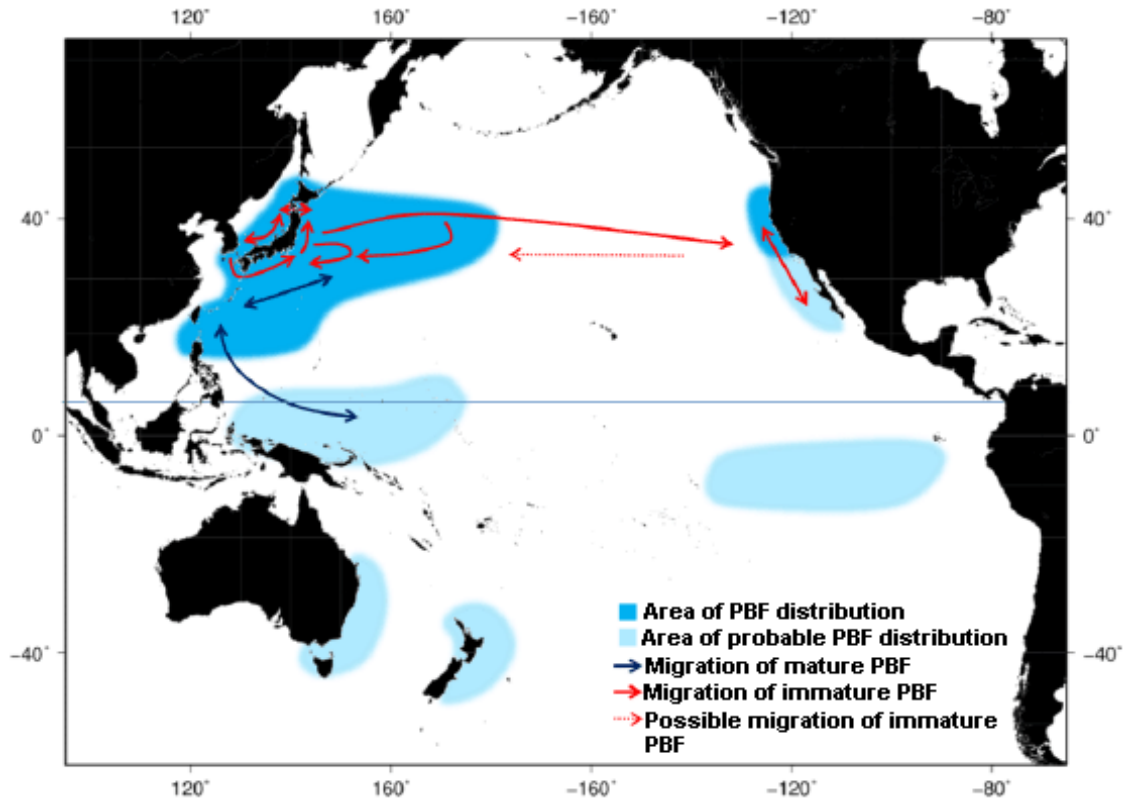 120° 160° −160° −120° −80°
40° 40°
0° 0°
−40° −40°
Area of PBF distribution
Area of probable PBF distribution
Migration of mature PBF
Migration of immature PBF
Possible migration of immature
PBF
120° 160° −160° −120° −80°